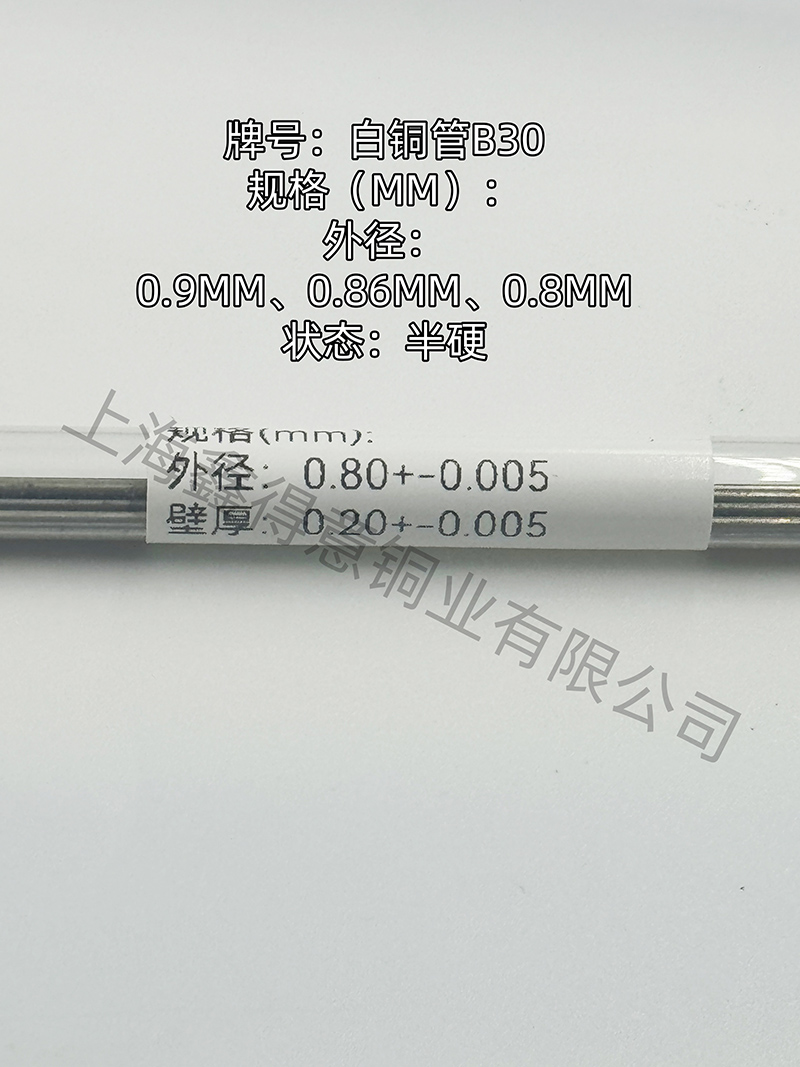 牌号：白铜管B30
规格（MM）：
外径：
0.9MM、0.86MM、0.8MM
状态：半硬
规格(mm):
外径: 0.80+-0.005
壁厚: 0.20+-0.005
上海鑫得意铜业有限公司